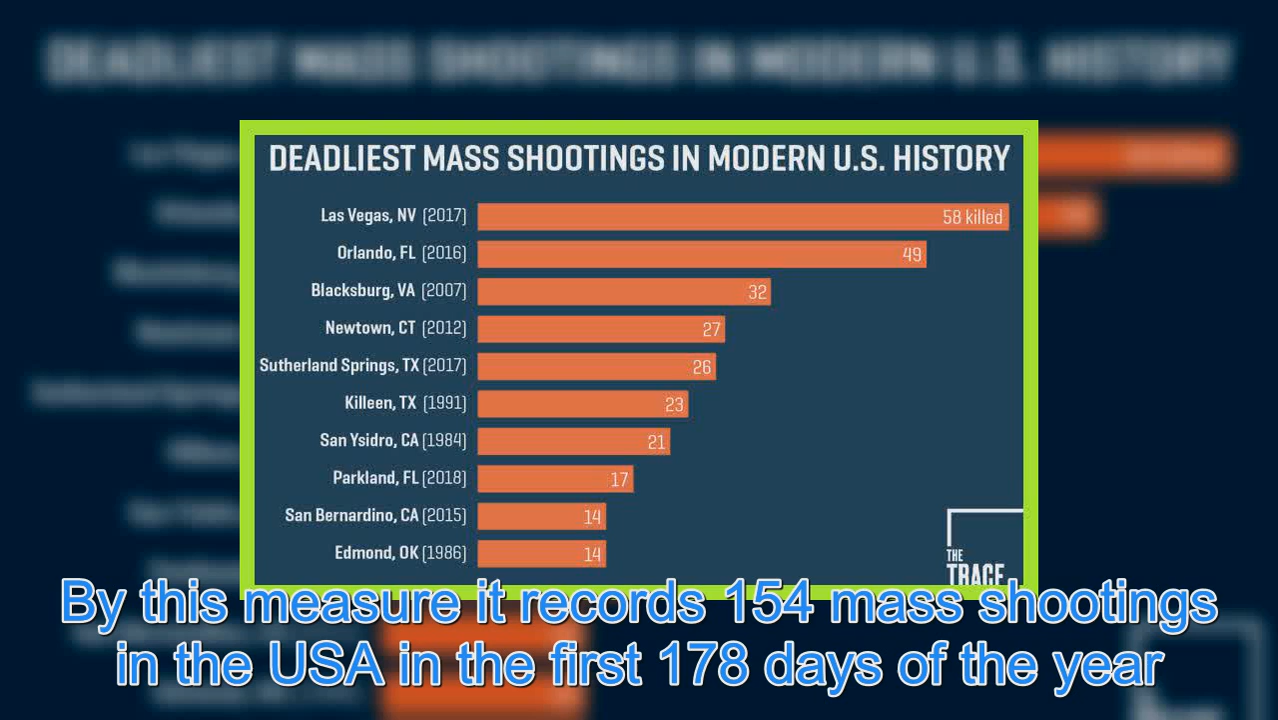 DEADLIEST MASS SHOOTINGS IN MODERN U.S. HISTORY
Las Vegas, NV (2017) 58 killed
Orlando, FL (2016) 49
Blacksburg, VA (2007) 32
Newtown, CT (2012) 27
Sutherland Springs, TX (2017) 26
Killeen, TX (1991) 23
San Ysidro, CA (1984) 21
Parkland, FL (2018) 17
San Bernardino, CA (2015) 14
Edmond, OK (1986) 14
THE
TRACE
By this measure it records 154 mass shootings
in the USA in the first 178 days of the year